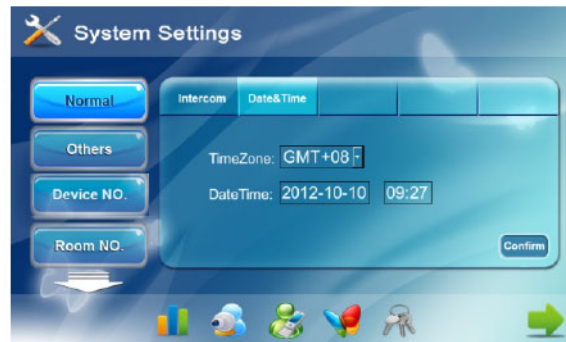 System Settings
Normal
Others
Device NO.
Room NO.
Intercom Date&Time
TimeZone: GMT+08
DateTime: 2012-10-10 09:27
Confirm